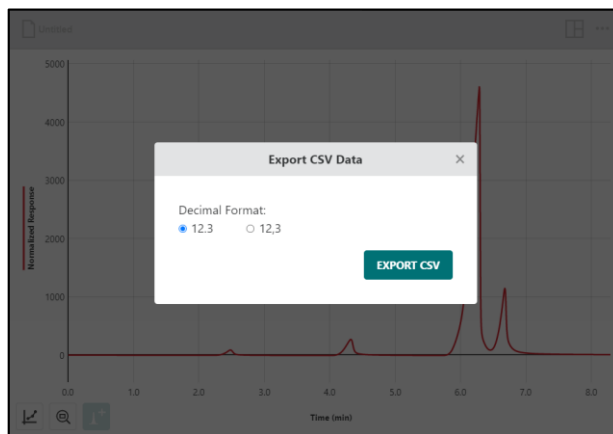 Untitled
5000
4000
3000
2000
1000
0
Normalized Response
Export CSV Data
Decimal Format:
12.3 12,3
EXPORT CSV
0.0 1.0 2.0 3.0 4.0 5.0 6.0 7.0 8.0
Time (min)